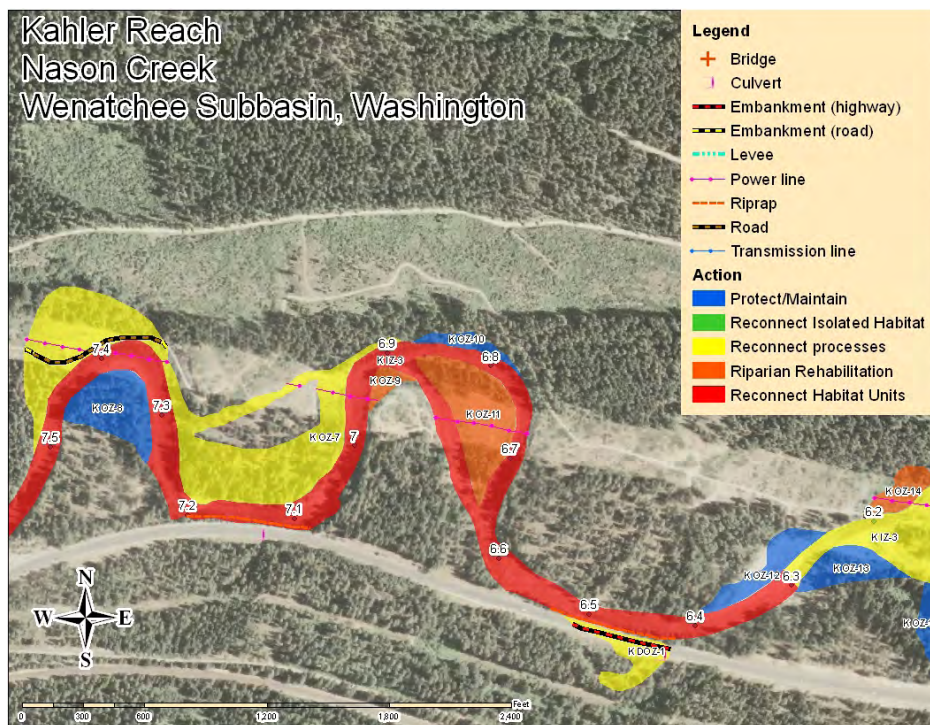 Kahler Reach
Nason Creek
Wenatchee Subbasin, Washington
Legend
Bridge
Culvert
Embankment (highway)
Embankment (road)
Levee
Power line
Riprap
Road
Transmission line
Action
Protect/Maintain
Reconnect Isolated Habitat
Reconnect processes
Riparian Rehabilitation
Reconnect Habitat Units
6.9
K OZ-10
7.4
K IZ-3
6.8
K OZ-9
K OZ-8
7.3
K OZ-11
7.5
K OZ-7
7
6.7
K OZ-14
7.2
7.1
6.2
K IZ-3
6.6
K OZ-12
6.3
K OZ-13
6.5
6.4
K DOZ-1
N
W
E
S
Feet
0
300
600
1,200
1,800
2,400